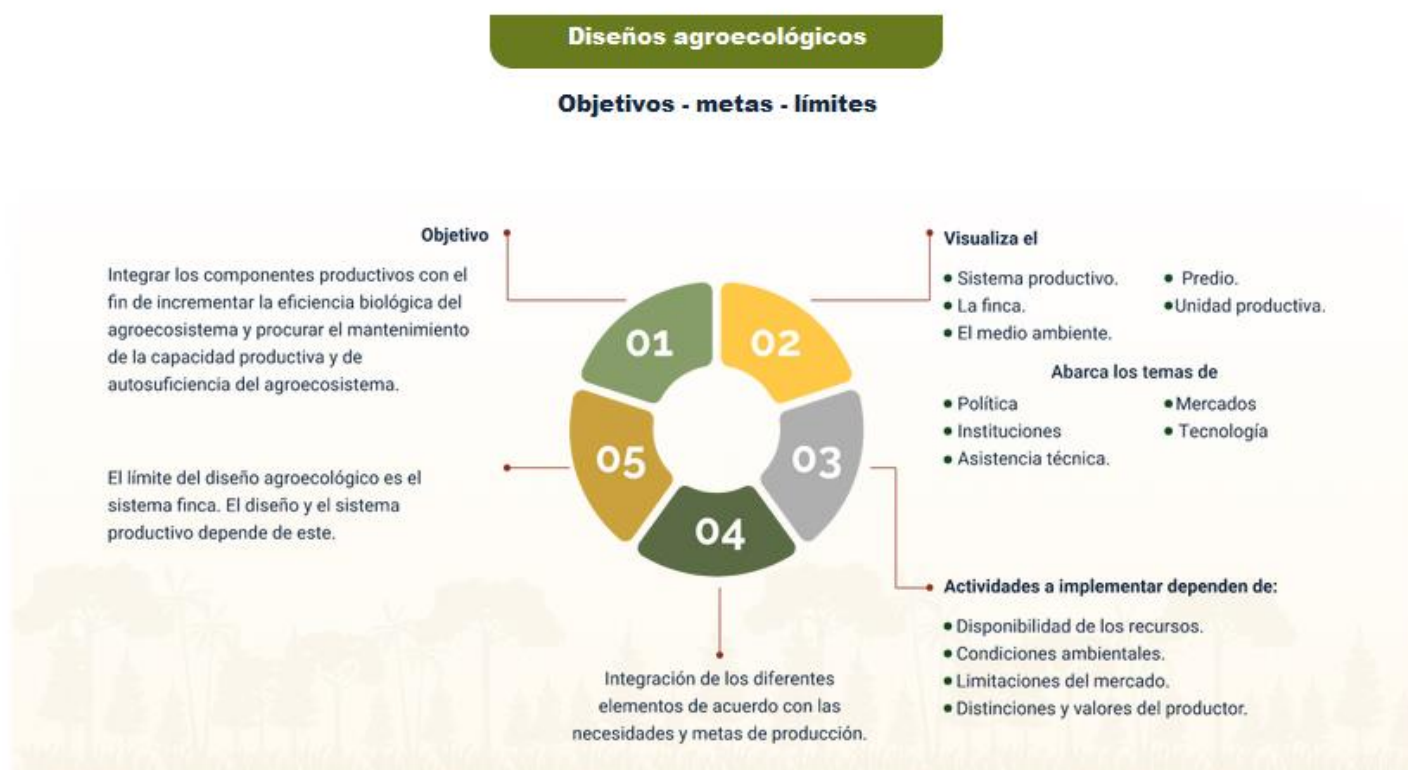 Diseños agroecológicos
Objetivos - metas - límites
Objetivo
Integrar los componentes productivos con el
fin de incrementar la eficiencia biológica del
agroecosistema y procurar el mantenimiento
de la capacidad productiva y de
autosuficiencia del agroecosistema.
01
02
Visualiza el
• Sistema productivo.
• La finca.
• El medio ambiente.
• Predio.
• Unidad productiva.
Abarca los temas de
• Política
• Instituciones
• Asistencia técnica.
• Mercados
• Tecnología
03
Actividades a implementar dependen de:
• Disponibilidad de los recursos.
• Condiciones ambientales.
• Limitaciones del mercado.
• Distinciones y valores del productor.
04
Integración de los diferentes
elementos de acuerdo con las
necesidades y metas de producción.
05
El límite del diseño agroecológico es el
sistema finca. El diseño y el sistema
productivo depende de este.